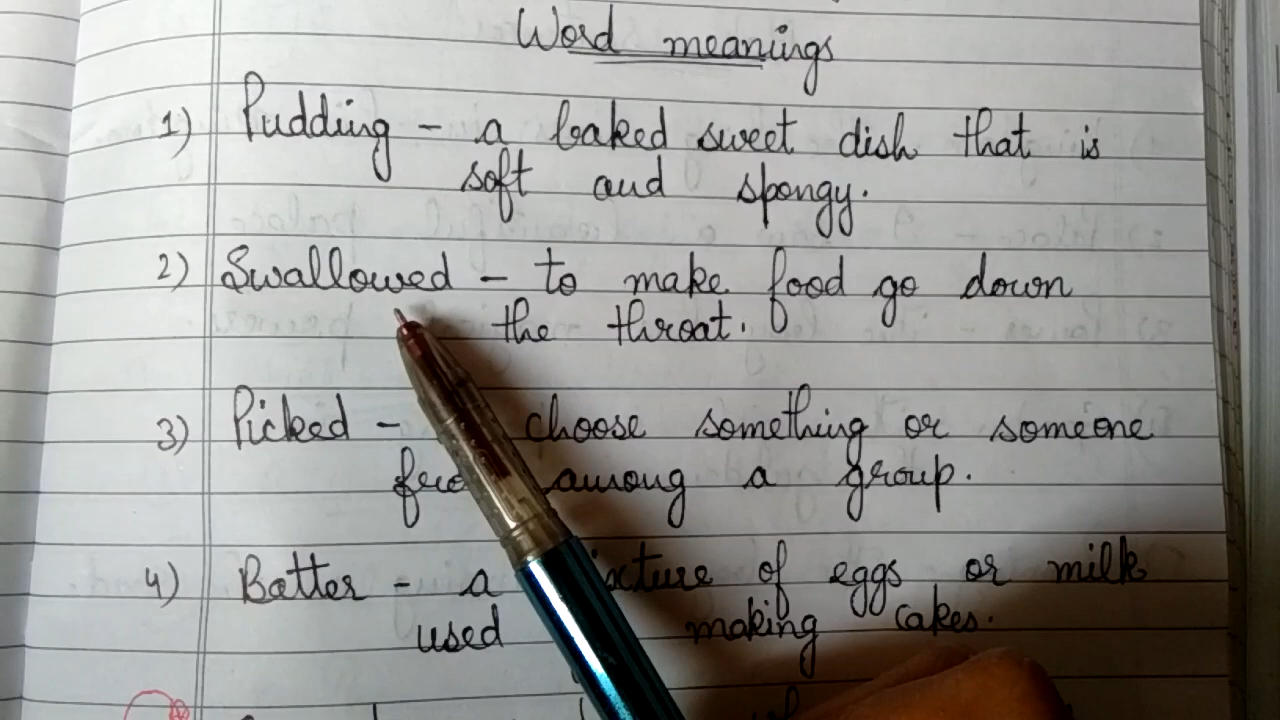 Word meanings
1) Pudding - a baked sweet dish that is
soft and spongy.
2) Swallowed - to make food go down
the throat.
3) Picked - choose something or someone
among a group.
4) Batter - a of eggs or milk
used making cakes.